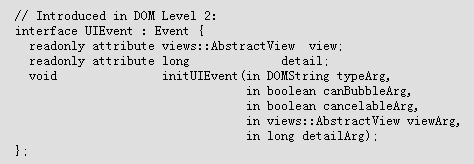 // Introduced in DOM Level 2:
interface UIEvent : Event {
  readonly attribute views::AbstractView  view;
  readonly attribute long             detail;
  void               initUIEvent(in DOMString typeArg,
                                 in boolean canBubbleArg,
                                 in boolean cancelableArg,
                                 in views::AbstractView viewArg,
                                 in long detailArg);
};